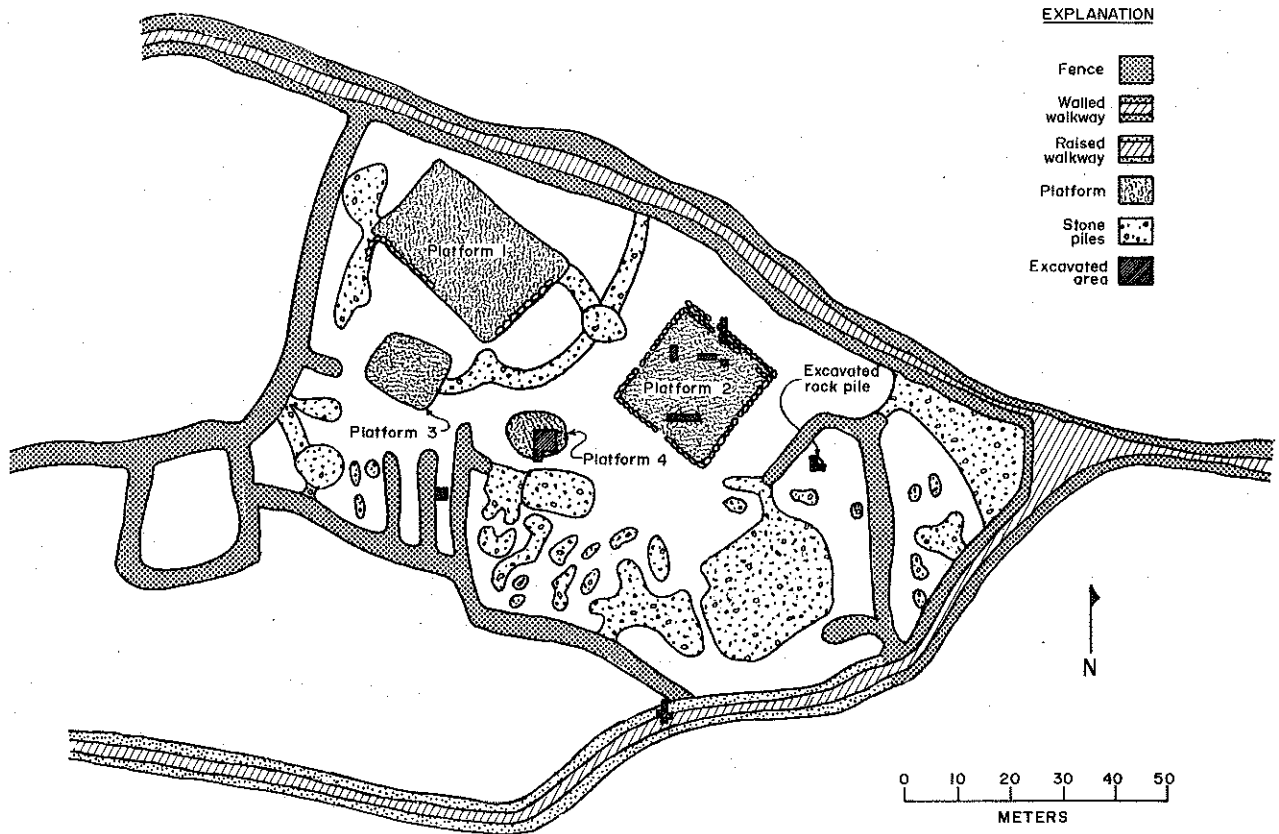 EXPLANATION
Fence
Walled
walkway
Raised
walkway
Platform
Stone
piles
Excavated
area
Platform 1
Platform 2
Excavated
rock pile
Platform 3
Platform 4
N
0 10 20 30 40 50
METERS